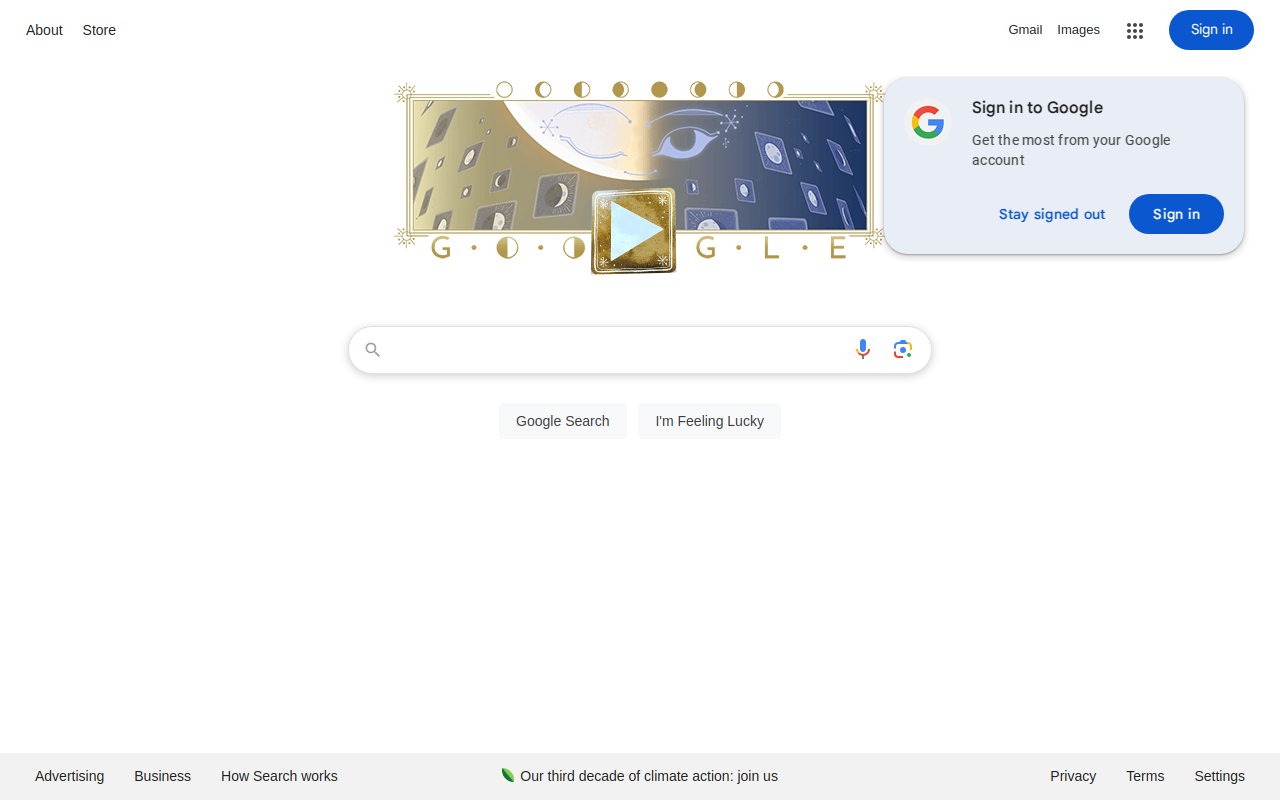 About Store
Gmail Images Sign in
Sign in to Google
Get the most from your Google
account
Stay signed out Sign in
G · O · O G · L · E
Google Search I'm Feeling Lucky
Advertising Business How Search works
Our third decade of climate action: join us
Privacy Terms Settings